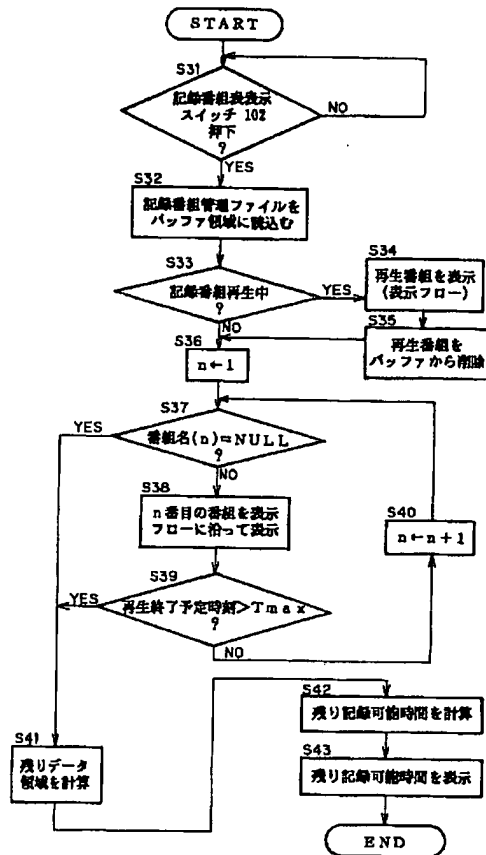 START
S31
記録番組表表示
スイッチ 102
押下
?
NO
YES
S32
記録番組管理ファイルを
バッファ領域に読込む
S33
記録番組再生中
?
YES
NO
S34
再生番組を表示
(表示フロー)
S35
再生番組を
バッファから削除
S36
n←1
S37
番組名(n)=NULL
?
YES
NO
S38
n番目の番組を表示
フローに沿って表示
S39
再生終了予定時刻>Tmax
?
YES
NO
S40
n←n+1
S41
残りデータ
領域を計算
S42
残り記録可能時間を計算
S43
残り記録可能時間を表示
END